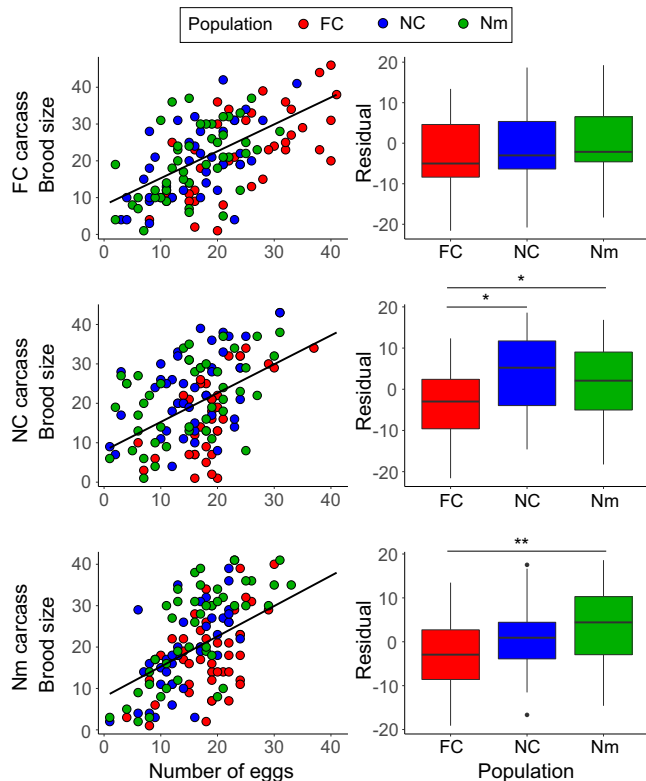 Population FC NC Nm
FC carcass
Brood size
40
30
20
10
0
0 10 20 30 40
Residual
20
10
0
-10
-20
FC NC Nm
NC carcass
Brood size
40
30
20
10
0
0 10 20 30 40
Residual
20
10
0
-10
-20
*
*
FC NC Nm
Nm carcass
Brood size
40
30
20
10
0
0 10 20 30 40
Number of eggs
Residual
20
10
0
-10
-20
**
FC NC Nm
Population